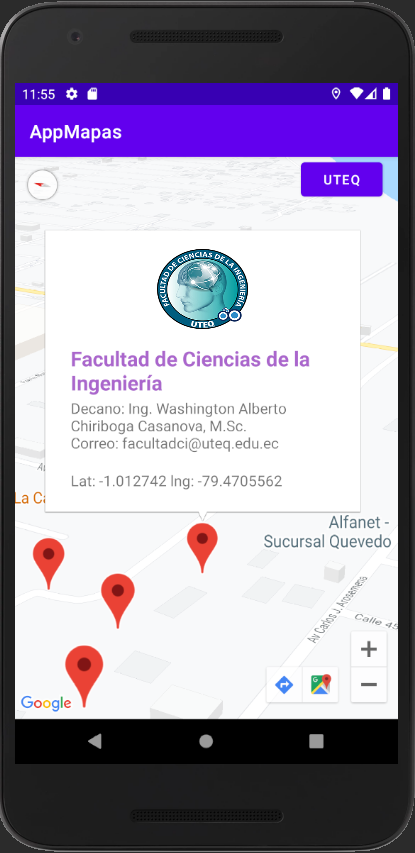 11:55
AppMapas
UTEQ
FACULTAD DE CIENCIAS DE LA INGENIERÍA
UTEQ
Facultad de Ciencias de la
Ingeniería
Decano: Ing. Washington Alberto
Chiriboga Casanova, M.Sc.
Correo: facultadci@uteq.edu.ec
Lat: -1.012742 lng: -79.4705562
La Ca
Alfanet -
Sucursal Quevedo
Av Carlos J. Arosemena
Calle 45
Google